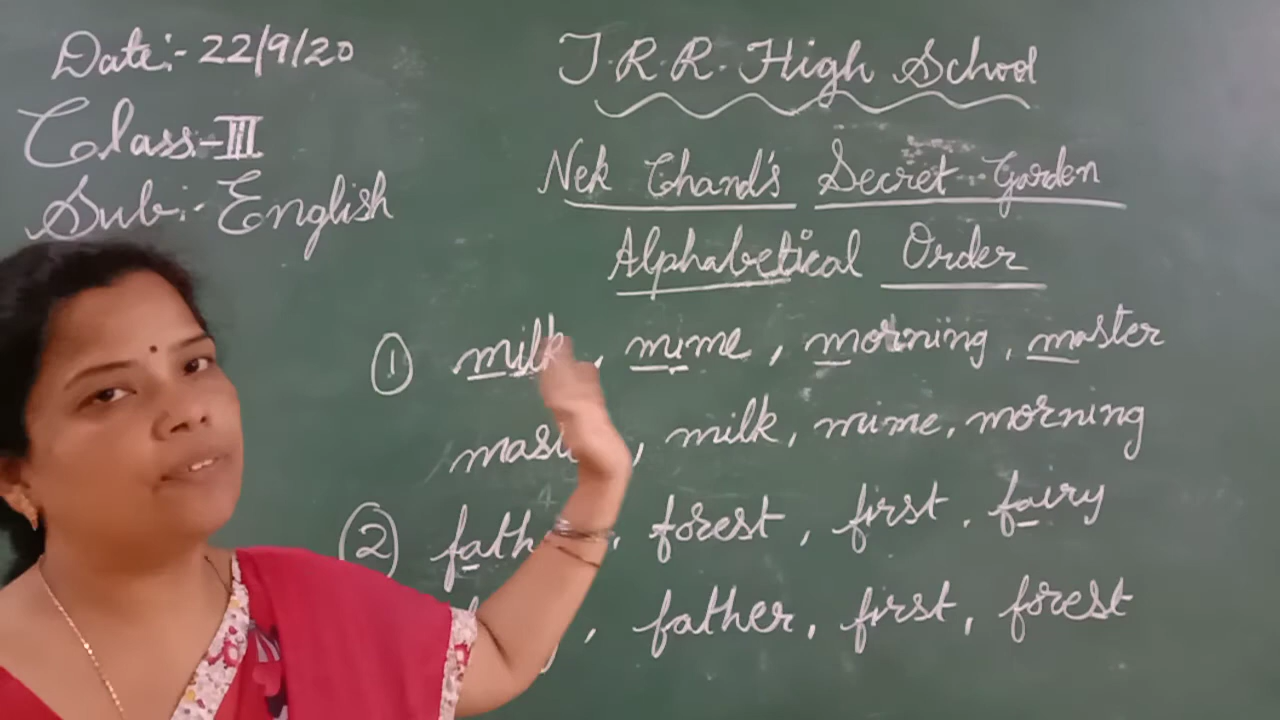 Date:- 22/9/20
Class:- III
Sub:- English
T.R.R. High School
Nek Chand's Secret Garden
Alphabetical Order
① milk, mime, morning, master
milk, mime, morning
② forest, first, fairy
, father, first, forest